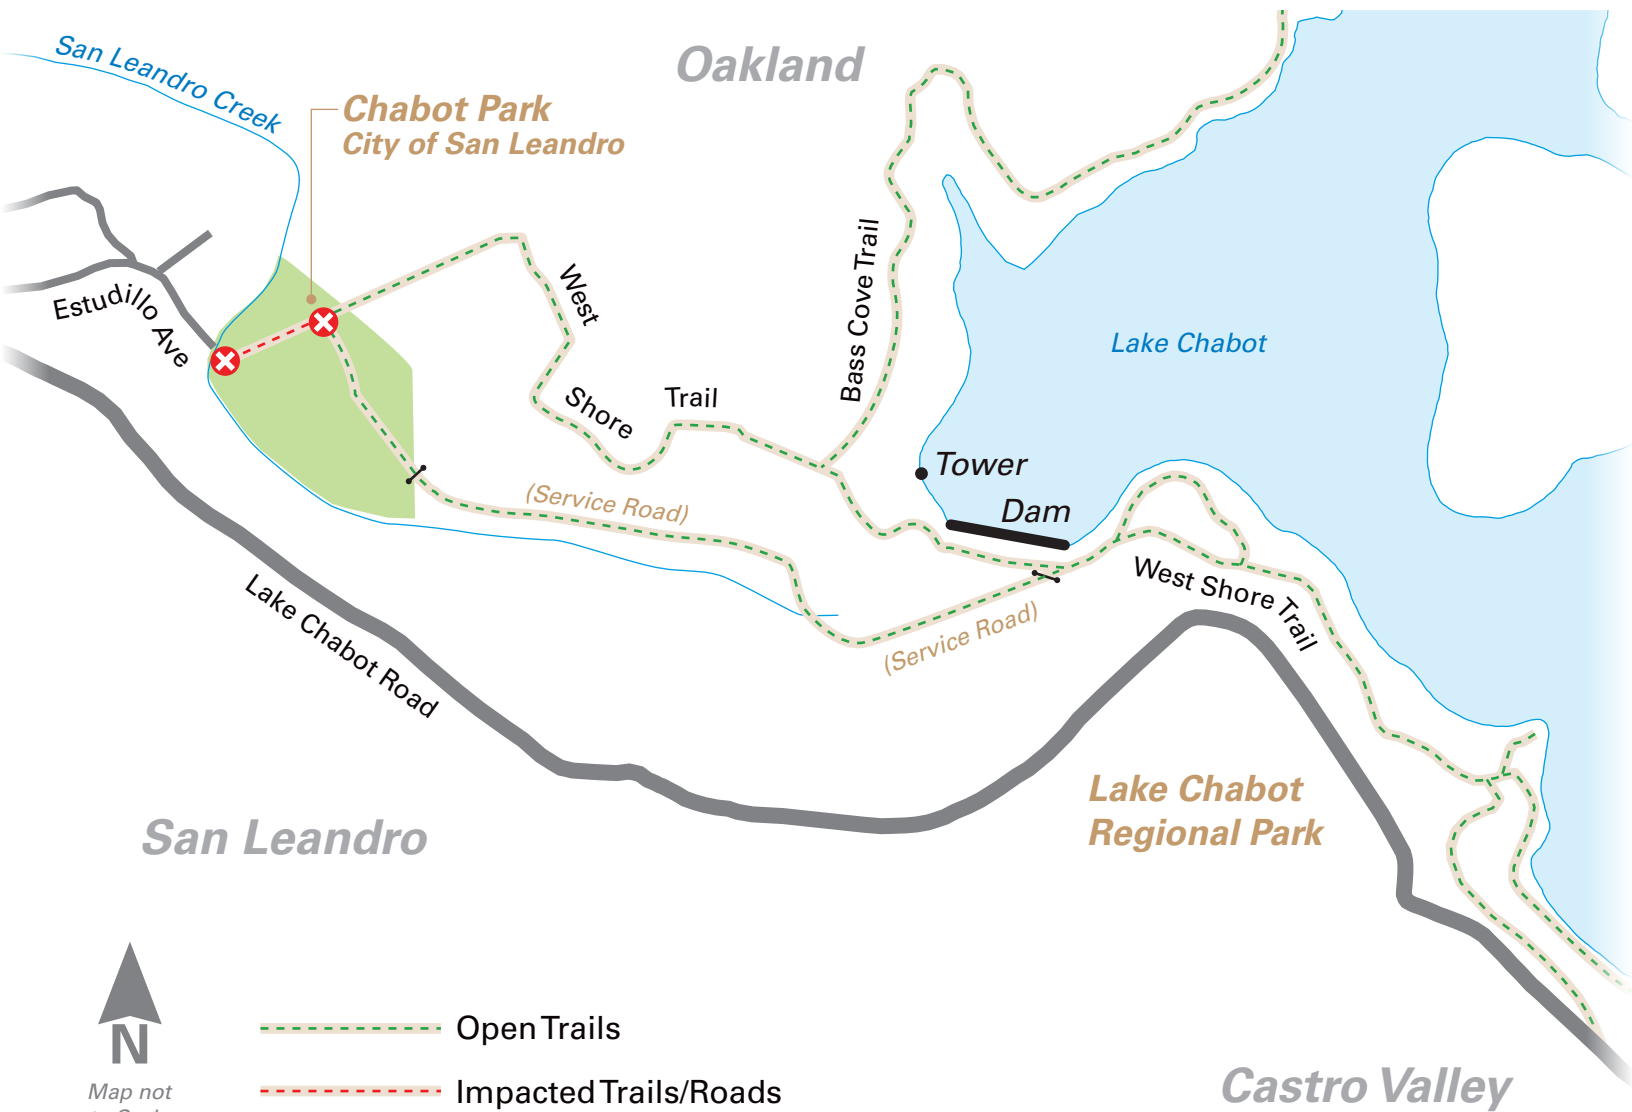 Oakland
San Leandro Creek
Chabot Park
City of San Leandro
Estudillo Ave
West
Shore
Trail
Bass Cove Trail
Lake Chabot
Tower
Dam
(Service Road)
(Service Road)
West Shore Trail
Lake Chabot Road
Lake Chabot
Regional Park
San Leandro
N
Map not
Open Trails
Impacted Trails/Roads
Castro Valley